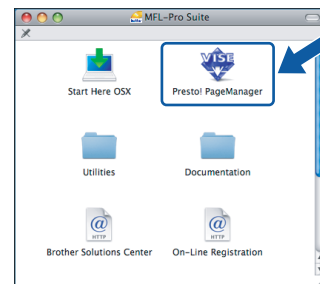 MFL-Pro Suite
VISE
Start Here OSX
Presto! PageManager
Utilities
Documentation
@
HTTP
@
HTTP
Brother Solutions Center
On-Line Registration